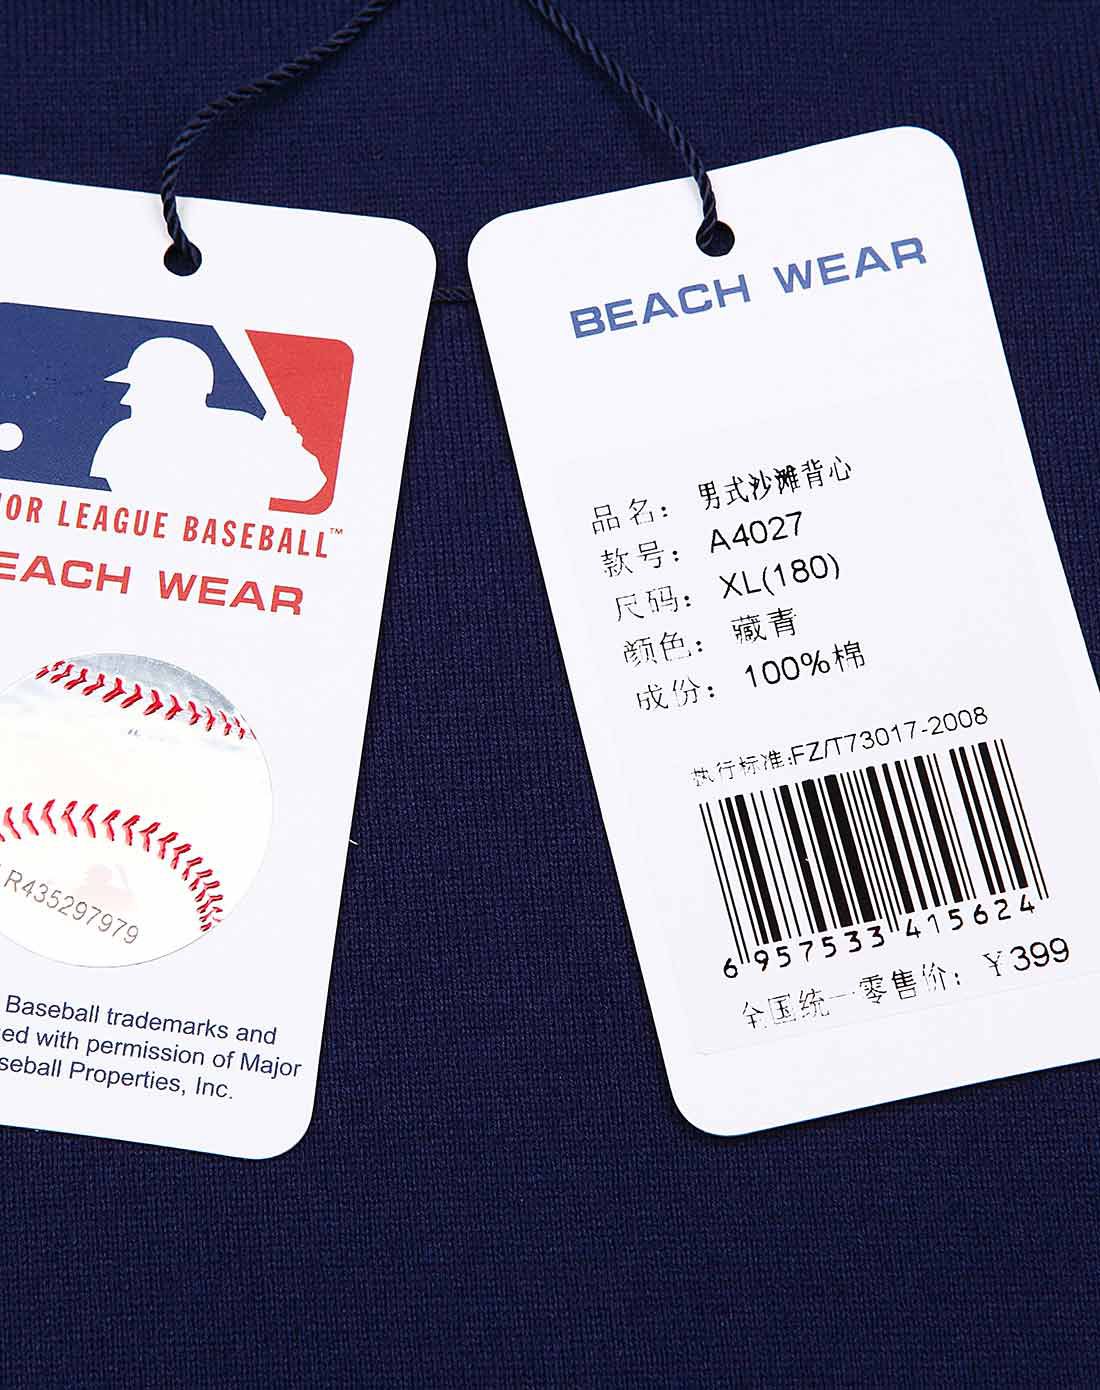 OR LEAGUE BASEBALL™
EACH WEAR
R435297979
Baseball trademarks and
ed with permission of Major
seball Properties, Inc.
BEACH WEAR
品名： 男式沙滩背心
款号： A4027
尺码： XL(180)
颜色： 藏青
成份： 100%棉
执行标准:FZ/T73017-2008
6 957533 415624
全国统一零售价：￥399